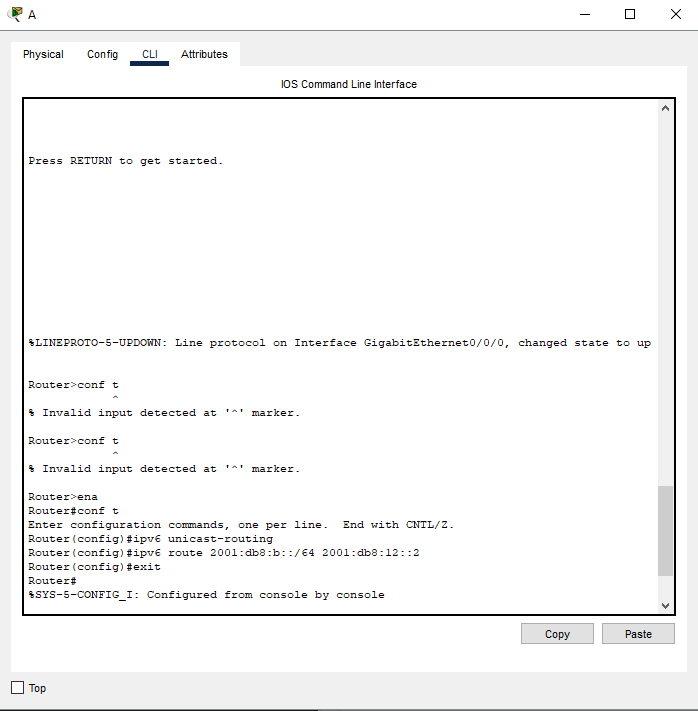 A
Physical Config CLI Attributes
IOS Command Line Interface
Press RETURN to get started.
%LINEPROTO-5-UPDOWN: Line protocol on Interface GigabitEthernet0/0/0, changed state to up
Router>conf t
^
% Invalid input detected at '^' marker.
Router>conf t
^
% Invalid input detected at '^' marker.
Router>ena
Router#conf t
Enter configuration commands, one per line.  End with CNTL/Z.
Router(config)#ipv6 unicast-routing
Router(config)#ipv6 route 2001:db8:b::/64 2001:db8:12::2
Router(config)#exit
Router#
%SYS-5-CONFIG_I: Configured from console by console
Copy Paste
Top